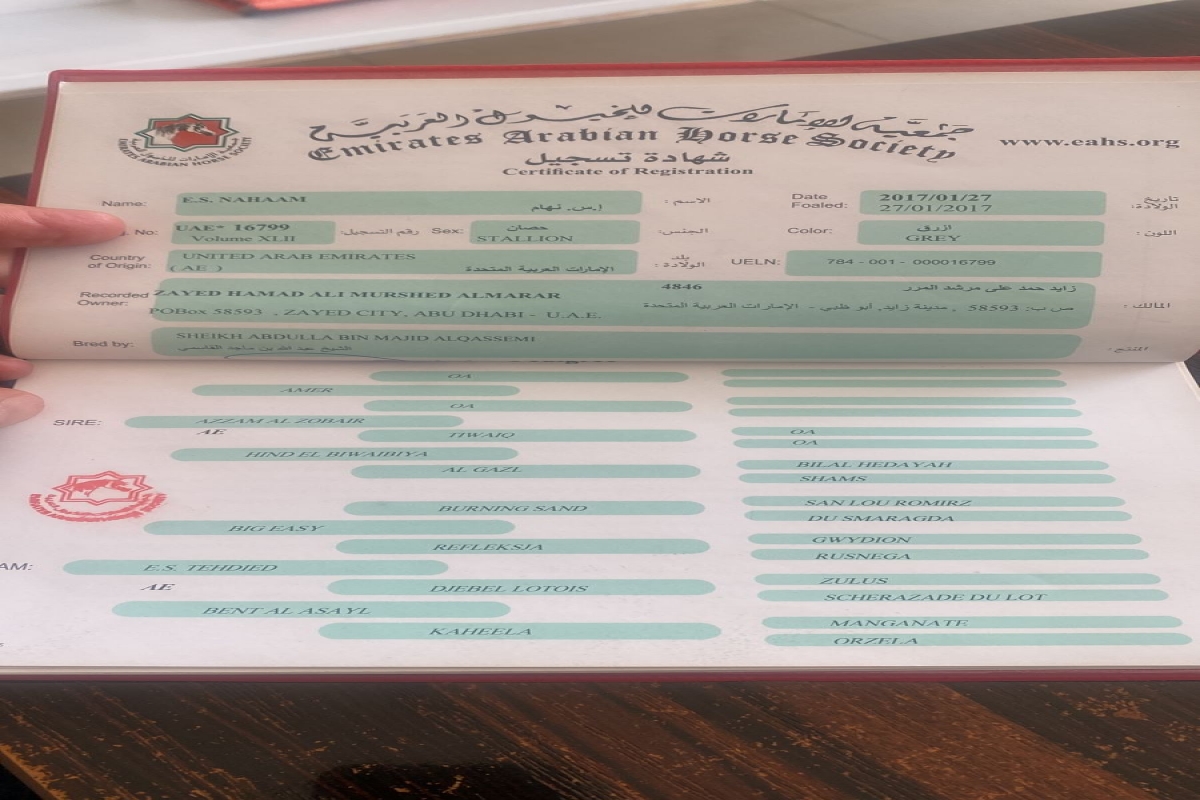 جمعية الإمارات للخيول العربية
Emirates Arabian Horse Society
www.eahs.org
شهادة تسجيل
Certificate of Registration
Name: E.S. NAHAAM إ.س. نهام الاسم :
Date Foaled: 2017/01/27 27/01/2017 تاريخ الولادة:
No: UAE* 16799 Volume XLII رقم التسجيل:
Sex: حصان STALLION الجنس:
Color: ازرق GREY اللون :
Country of Origin: UNITED ARAB EMIRATES ( AE ) الإمارات العربية المتحدة بلد الولادة :
UELN: 784 - 001 - 000016799
Recorded Owner: ZAYED HAMAD ALI MURSHED ALMARAR 4846 زايد حمد على مرشد المرر المالك :
POBox 58593 , ZAYED CITY, ABU DHABI - U.A.E. ص ب: 58593 , مدينة زايد, أبو ظبي - الإمارات العربية المتحدة
Bred by: SHEIKH ABDULLA BIN MAJID ALQASSEMI المنتج :
الشيخ عبد الله بن ماجد القاسمي
OA
AMER
OA
SIRE: AZZAM AL ZOBAIR
AE
TIWAIQ
OA
OA
HIND EL BIWAIBIYA
AL GAZL
BILAL HEDAYAH
SHAMS
BURNING SAND
SAN LOU ROMIRZ
DU SMARAGDA
BIG EASY
REFLEKSJA
GWYDION
RUSNEGA
AM: E.S. TEHDIED
AE
DJEBEL LOTOIS
ZULUS
SCHERAZADE DU LOT
BENT AL ASAYL
KAHEELA
MANGANATE
ORZELA